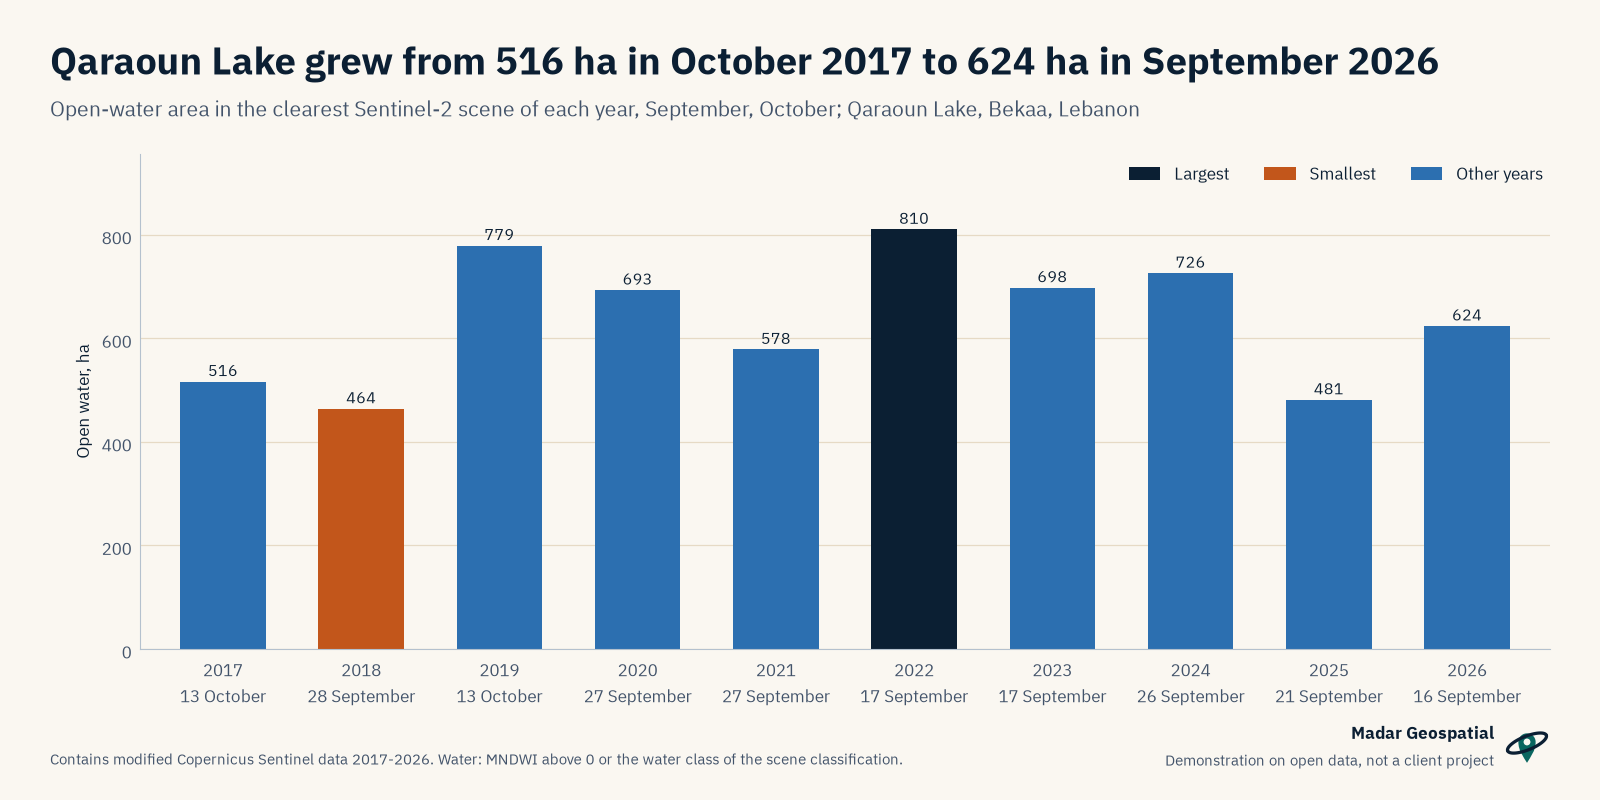 Qaraoun Lake grew from 516 ha in October 2017 to 624 ha in September 2026
Open-water area in the clearest Sentinel-2 scene of each year, September, October; Qaraoun Lake, Bekaa, Lebanon
Largest
Smallest
Other years
Open water, ha
800
600
400
200
0
516
464
779
693
578
810
698
726
481
624
2017
13 October
2018
28 September
2019
13 October
2020
27 September
2021
27 September
2022
17 September
2023
17 September
2024
26 September
2025
21 September
2026
16 September
Contains modified Copernicus Sentinel data 2017-2026. Water: MNDWI above 0 or the water class of the scene classification.
Madar Geospatial
Demonstration on open data, not a client project